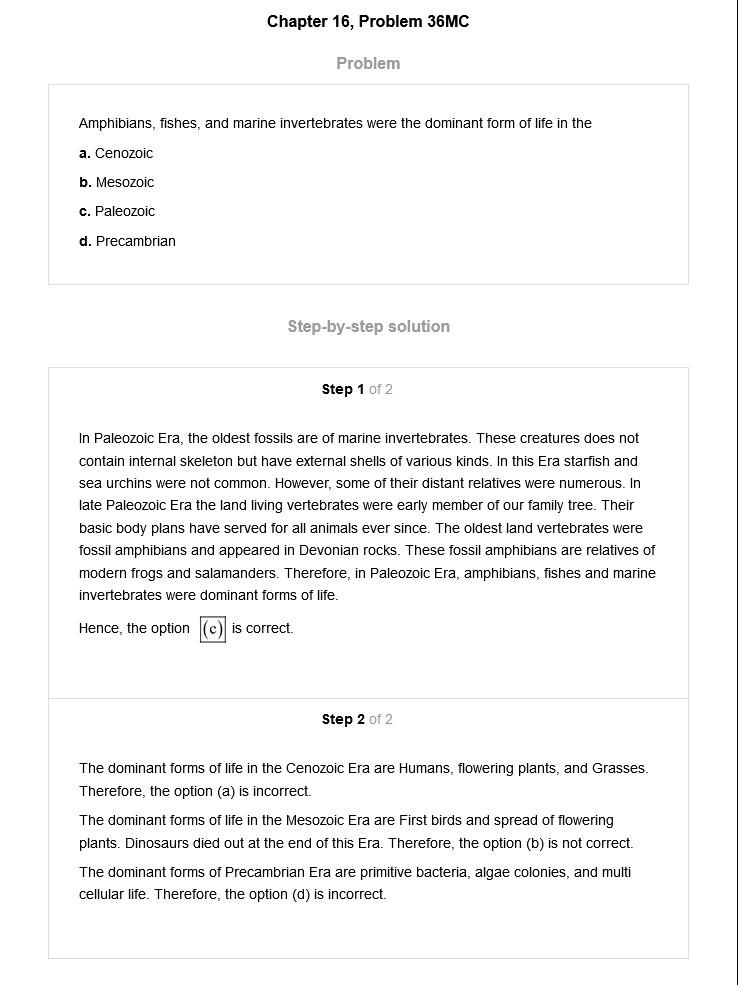 Chapter 16, Problem 36MC
Problem
Amphibians, fishes, and marine invertebrates were the dominant form of life in the
a. Cenozoic
b. Mesozoic
c. Paleozoic
d. Precambrian
Step-by-step solution
Step 1 of 2
In Paleozoic Era, the oldest fossils are of marine invertebrates. These creatures does not
contain internal skeleton but have external shells of various kinds. In this Era starfish and
sea urchins were not common. However, some of their distant relatives were numerous. In
late Paleozoic Era the land living vertebrates were early member of our family tree. Their
basic body plans have served for all animals ever since. The oldest land vertebrates were
fossil amphibians and appeared in Devonian rocks. These fossil amphibians are relatives of
modern frogs and salamanders. Therefore, in Paleozoic Era, amphibians, fishes and marine
invertebrates were dominant forms of life.
Hence, the option (c) is correct.
Step 2 of 2
The dominant forms of life in the Cenozoic Era are Humans, flowering plants, and Grasses.
Therefore, the option (a) is incorrect.
The dominant forms of life in the Mesozoic Era are First birds and spread of flowering
plants. Dinosaurs died out at the end of this Era. Therefore, the option (b) is not correct.
The dominant forms of Precambrian Era are primitive bacteria, algae colonies, and multi
cellular life. Therefore, the option (d) is incorrect.